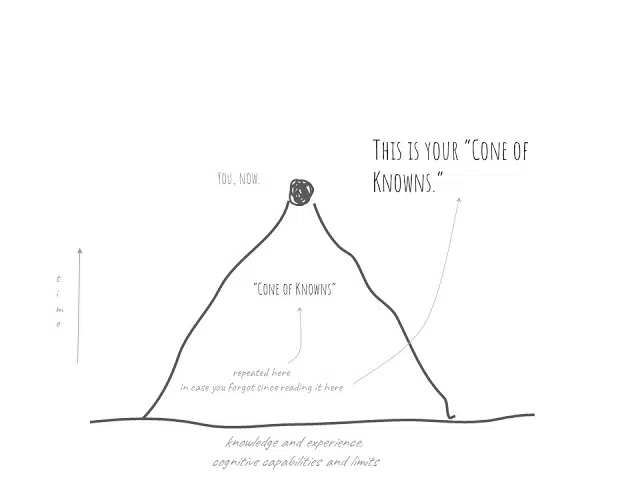 This is your "Cone of
Knowns."
You, now.
"Cone of Knowns"
time
repeated here
in case you forgot since reading it here
knowledge and experience,
cognitive capabilities and limits